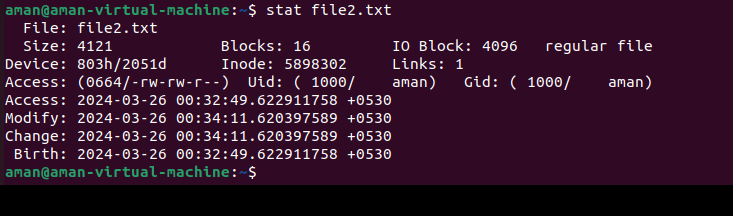 aman@aman-virtual-machine:~$ stat file2.txt
  File: file2.txt
  Size: 4121            Blocks: 16         IO Block: 4096   regular file
Device: 803h/2051d      Inode: 5898302     Links: 1
Access: (0664/-rw-rw-r--)  Uid: ( 1000/    aman)   Gid: ( 1000/    aman)
Access: 2024-03-26 00:32:49.622911758 +0530
Modify: 2024-03-26 00:34:11.620397589 +0530
Change: 2024-03-26 00:34:11.620397589 +0530
 Birth: 2024-03-26 00:32:49.622911758 +0530
aman@aman-virtual-machine:~$